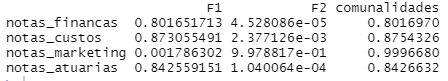 F1 F2 comunalidades
notas_financas 0.801651713 4.528086e-05 0.8016970
notas_custos 0.873055491 2.377126e-03 0.8754326
notas_marketing 0.001786302 9.978817e-01 0.9996680
notas_atuarias 0.842559151 1.040064e-04 0.8426632